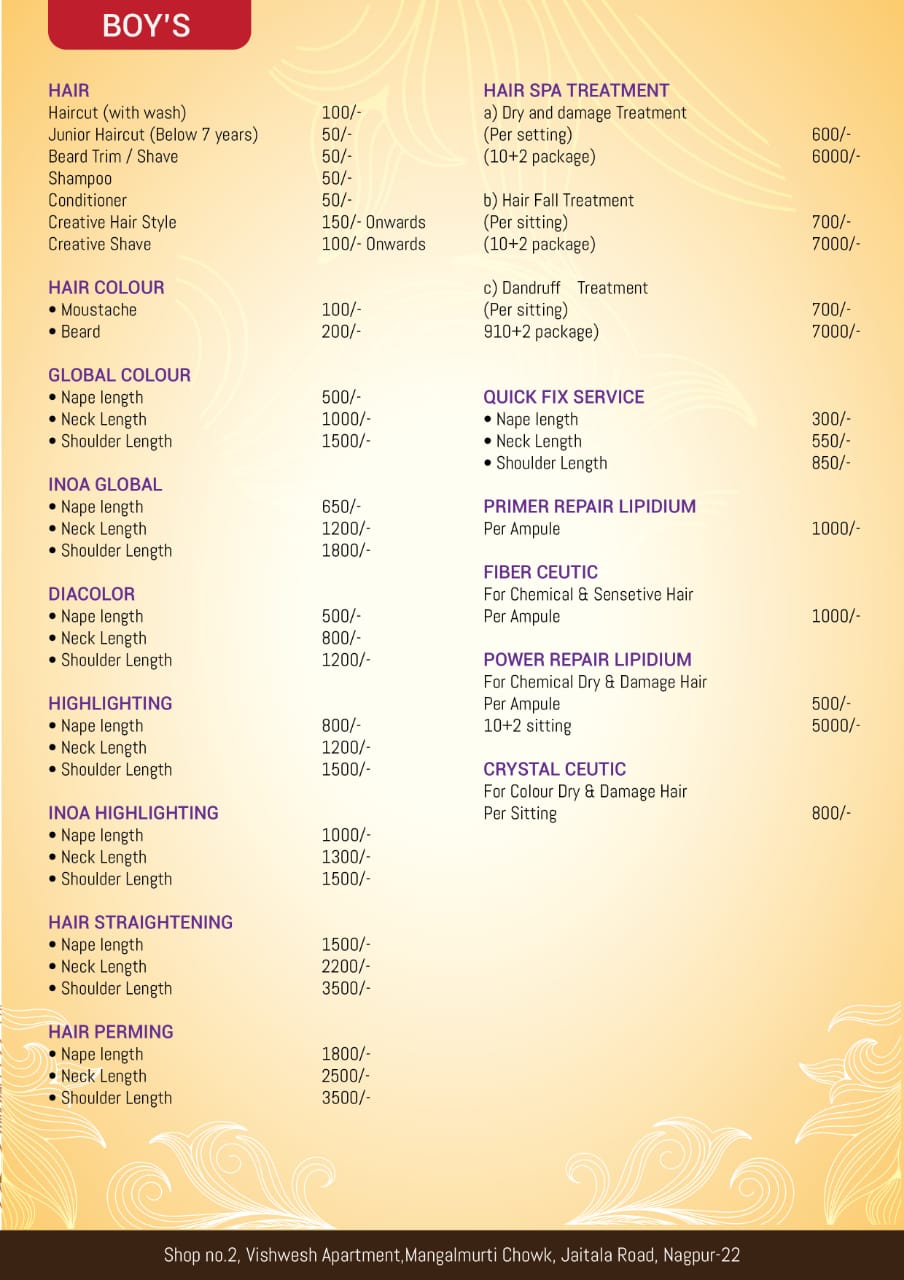 BOY'S
HAIR
Haircut (with wash) 100/-
Junior Haircut (Below 7 years) 50/-
Beard Trim / Shave 50/-
Shampoo 50/-
Conditioner 50/-
Creative Hair Style 150/- Onwards
Creative Shave 100/- Onwards
HAIR COLOUR
• Moustache 100/-
• Beard 200/-
GLOBAL COLOUR
• Nape length 500/-
• Neck Length 1000/-
• Shoulder Length 1500/-
INOA GLOBAL
• Nape length 650/-
• Neck Length 1200/-
• Shoulder Length 1800/-
DIACOLOR
• Nape length 500/-
• Neck Length 800/-
• Shoulder Length 1200/-
HIGHLIGHTING
• Nape length 800/-
• Neck Length 1200/-
• Shoulder Length 1500/-
INOA HIGHLIGHTING
• Nape length 1000/-
• Neck Length 1300/-
• Shoulder Length 1500/-
HAIR STRAIGHTENING
• Nape length 1500/-
• Neck Length 2200/-
• Shoulder Length 3500/-
HAIR PERMING
• Nape length 1800/-
• Neck Length 2500/-
• Shoulder Length 3500/-
HAIR SPA TREATMENT
a) Dry and damage Treatment
(Per setting) 600/-
(10+2 package) 6000/-
b) Hair Fall Treatment
(Per sitting) 700/-
(10+2 package) 7000/-
c) Dandruff Treatment
(Per sitting) 700/-
910+2 package) 7000/-
QUICK FIX SERVICE
• Nape length 300/-
• Neck Length 550/-
• Shoulder Length 850/-
PRIMER REPAIR LIPIDIUM
Per Ampule 1000/-
FIBER CEUTIC
For Chemical & Sensetive Hair
Per Ampule 1000/-
POWER REPAIR LIPIDIUM
For Chemical Dry & Damage Hair
Per Ampule 500/-
10+2 sitting 5000/-
CRYSTAL CEUTIC
For Colour Dry & Damage Hair
Per Sitting 800/-
Shop no.2, Vishwesh Apartment,Mangalmurti Chowk, Jaitala Road, Nagpur-22